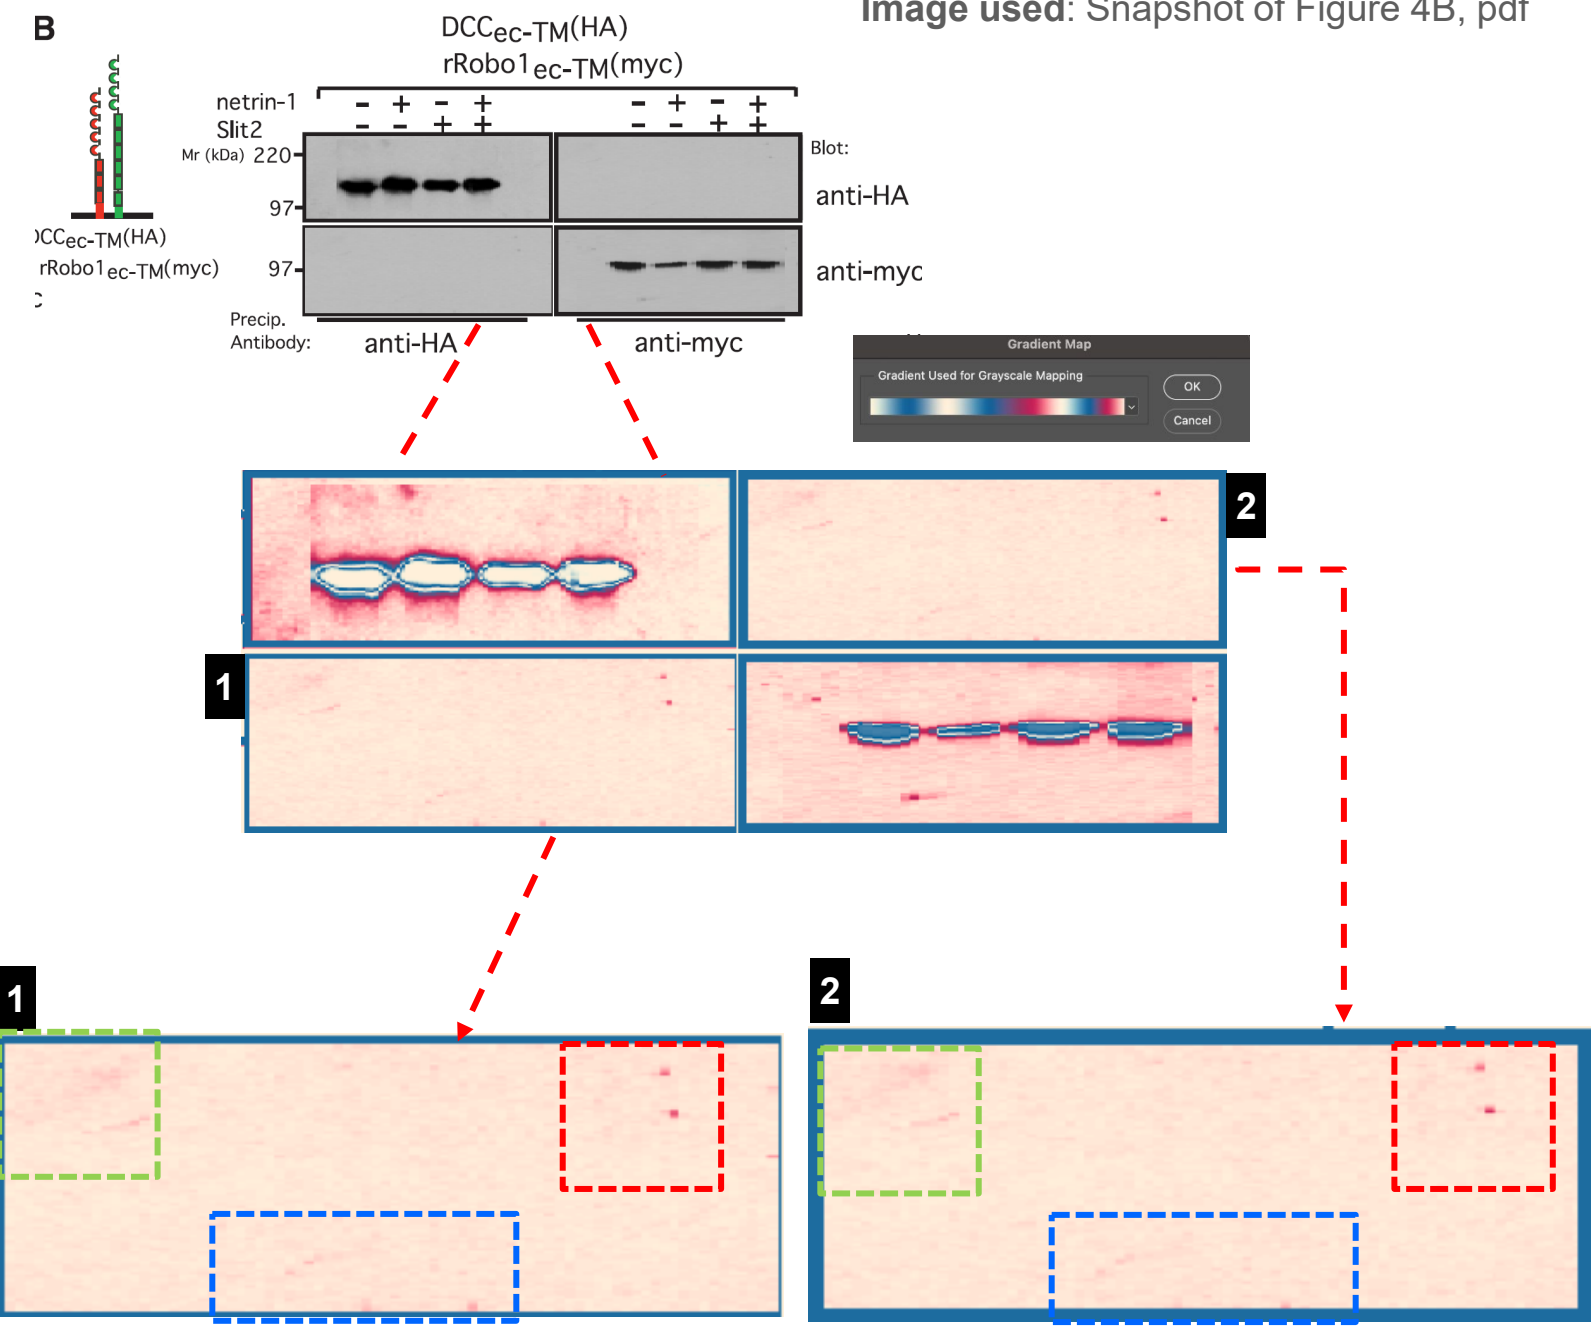 Image used: Snapshot of Figure 4B, pdf
B
DCCec-TM(HA)
rRobo1ec-TM(myc)
netrin-1 - + - + - + - +
Slit2 - - + + - - + +
Mr (kDa) 220
Blot:
anti-HA
97
97
anti-myc
DCCec-TM(HA)
rRobo1ec-TM(myc)
c
Precip.
Antibody: anti-HA anti-myc
Gradient Map
Gradient Used for Grayscale Mapping
OK
Cancel
2
1
1
2